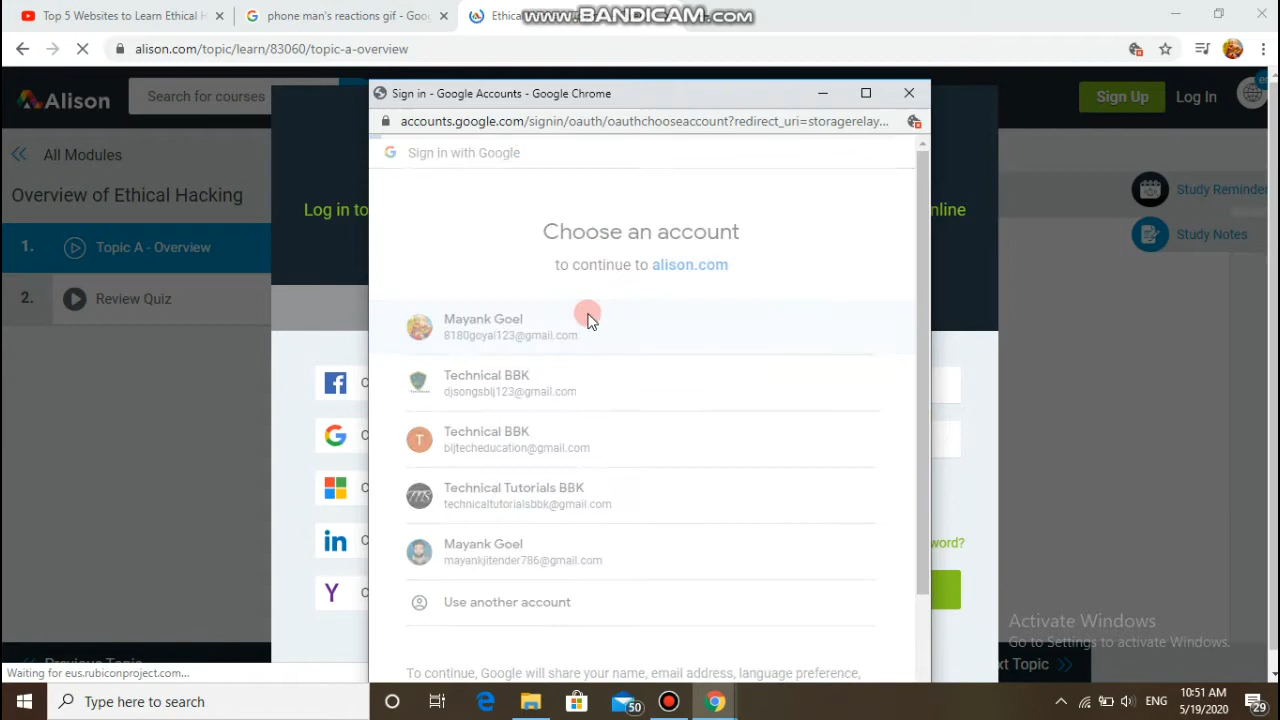 Top 5 Websites to Learn Ethical H
phone man's reactions gif - Goog
Ethica
www.BANDICAM.com
alison.com/topic/learn/83060/topic-a-overview
Alison
Search for courses
Sign Up
Log In
Sign in - Google Accounts - Google Chrome
accounts.google.com/signin/oauth/oauthchooseaccount?redirect_uri=storagerelay...
Sign in with Google
All Modules
Overview of Ethical Hacking
1.
Topic A - Overview
2.
Review Quiz
Log in to
nline
Study Reminder
Study Notes
Choose an account
to continue to alison.com
Mayank Goel
8180goyal123@gmail.com
Technical BBK
djsongsblj123@gmail.com
T
Technical BBK
bljtecheducation@gmail.com
Technical Tutorials BBK
technicaltutorialsbbk@gmail.com
Mayank Goel
mayankjitender786@gmail.com
Use another account
To continue, Google will share your name, email address, language preference,
word?
Activate Windows
Go to Settings to activate Windows.
Previous Topic
xt Topic
Waiting for eus.rubiconproject.com...
Type here to search
50
ENG
10:51 AM
5/19/2020
29